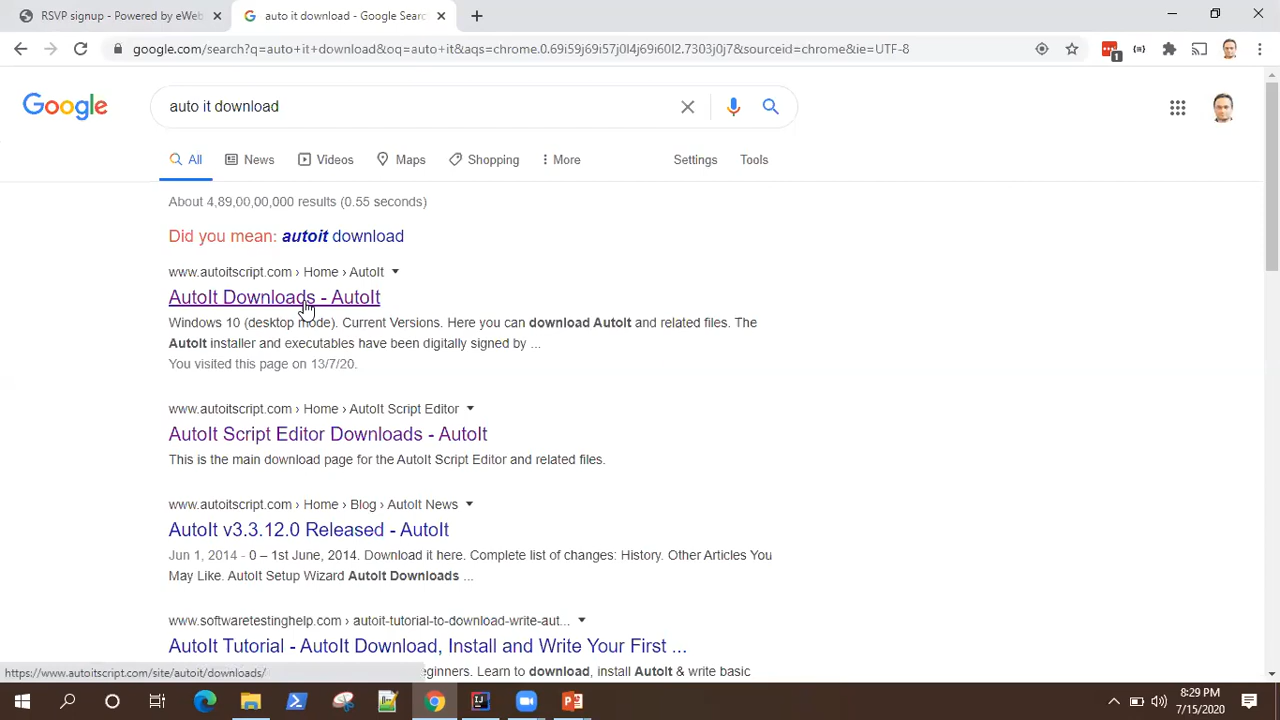 RSVP signup - Powered by eWeb
auto it download - Google Sear
google.com/search?q=auto+it+download&oq=auto+it&aqs=chrome.0.69i59j69i57j0l4j69i60l2.7303j0j7&sourceid=chrome&ie=UTF-8
1
Google
auto it download
All News Videos Maps Shopping More Settings Tools
About 4,89,00,00,000 results (0.55 seconds)
Did you mean: autoit download
www.autoitscript.com › Home › AutoIt
AutoIt Downloads - AutoIt
Windows 10 (desktop mode). Current Versions. Here you can download AutoIt and related files. The
AutoIt installer and executables have been digitally signed by ...
You visited this page on 13/7/20.
www.autoitscript.com › Home › AutoIt Script Editor
AutoIt Script Editor Downloads - AutoIt
This is the main download page for the AutoIt Script Editor and related files.
www.autoitscript.com › Home › Blog › AutoIt News
AutoIt v3.3.12.0 Released - AutoIt
Jun 1, 2014 - 0 – 1st June, 2014. Download it here. Complete list of changes: History. Other Articles You
May Like. AutoIt Setup Wizard AutoIt Downloads ...
www.softwaretestinghelp.com › autoit-tutorial-to-download-write-aut...
AutoIt Tutorial - AutoIt Download, Install and Write Your First ...
https://www.autoitscript.com/site/autoit/downloads/ eginners. Learn to download, install AutoIt & write basic
8:29 PM
7/15/2020